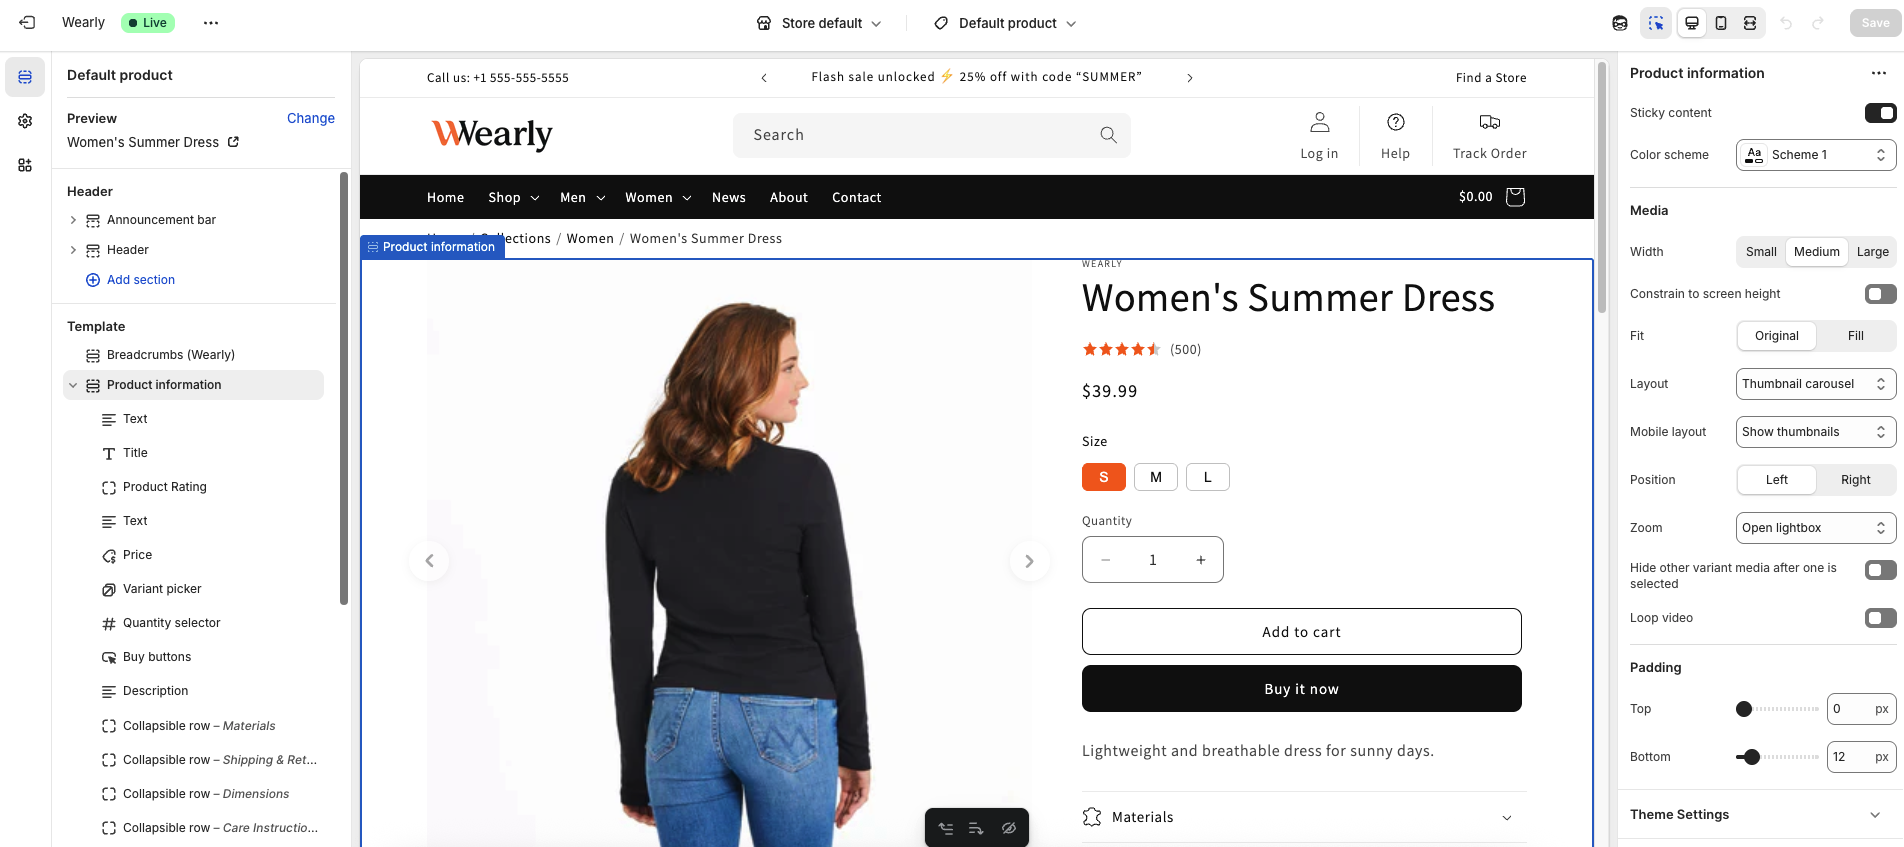 Wearly
Live
Store default
Default product
Save
Default product
Preview
Change
Women's Summer Dress
Header
Announcement bar
Header
Add section
Template
Breadcrumbs (Wearly)
Product information
Text
Title
Product Rating
Text
Price
Variant picker
Quantity selector
Buy buttons
Description
Collapsible row – Materials
Collapsible row – Shipping & Ret...
Collapsible row – Dimensions
Collapsible row – Care Instructio...
Call us: +1 555-555-5555
Flash sale unlocked ⚡ 25% off with code “SUMMER”
Find a Store
Wearly
Search
Log in
Help
Track Order
Home Shop Men Women News About Contact
$0.00
/ Collections / Women / Women's Summer Dress
Product information
WEARLY
Women's Summer Dress
(500)
$39.99
Size
S M L
Quantity
− 1 +
Add to cart
Buy it now
Lightweight and breathable dress for sunny days.
Materials
Product information
Sticky content
Color scheme Aa Scheme 1
Media
Width Small Medium Large
Constrain to screen height
Fit Original Fill
Layout Thumbnail carousel
Mobile layout Show thumbnails
Position Left Right
Zoom Open lightbox
Hide other variant media after one is
selected
Loop video
Padding
Top 0 px
Bottom 12 px
Theme Settings